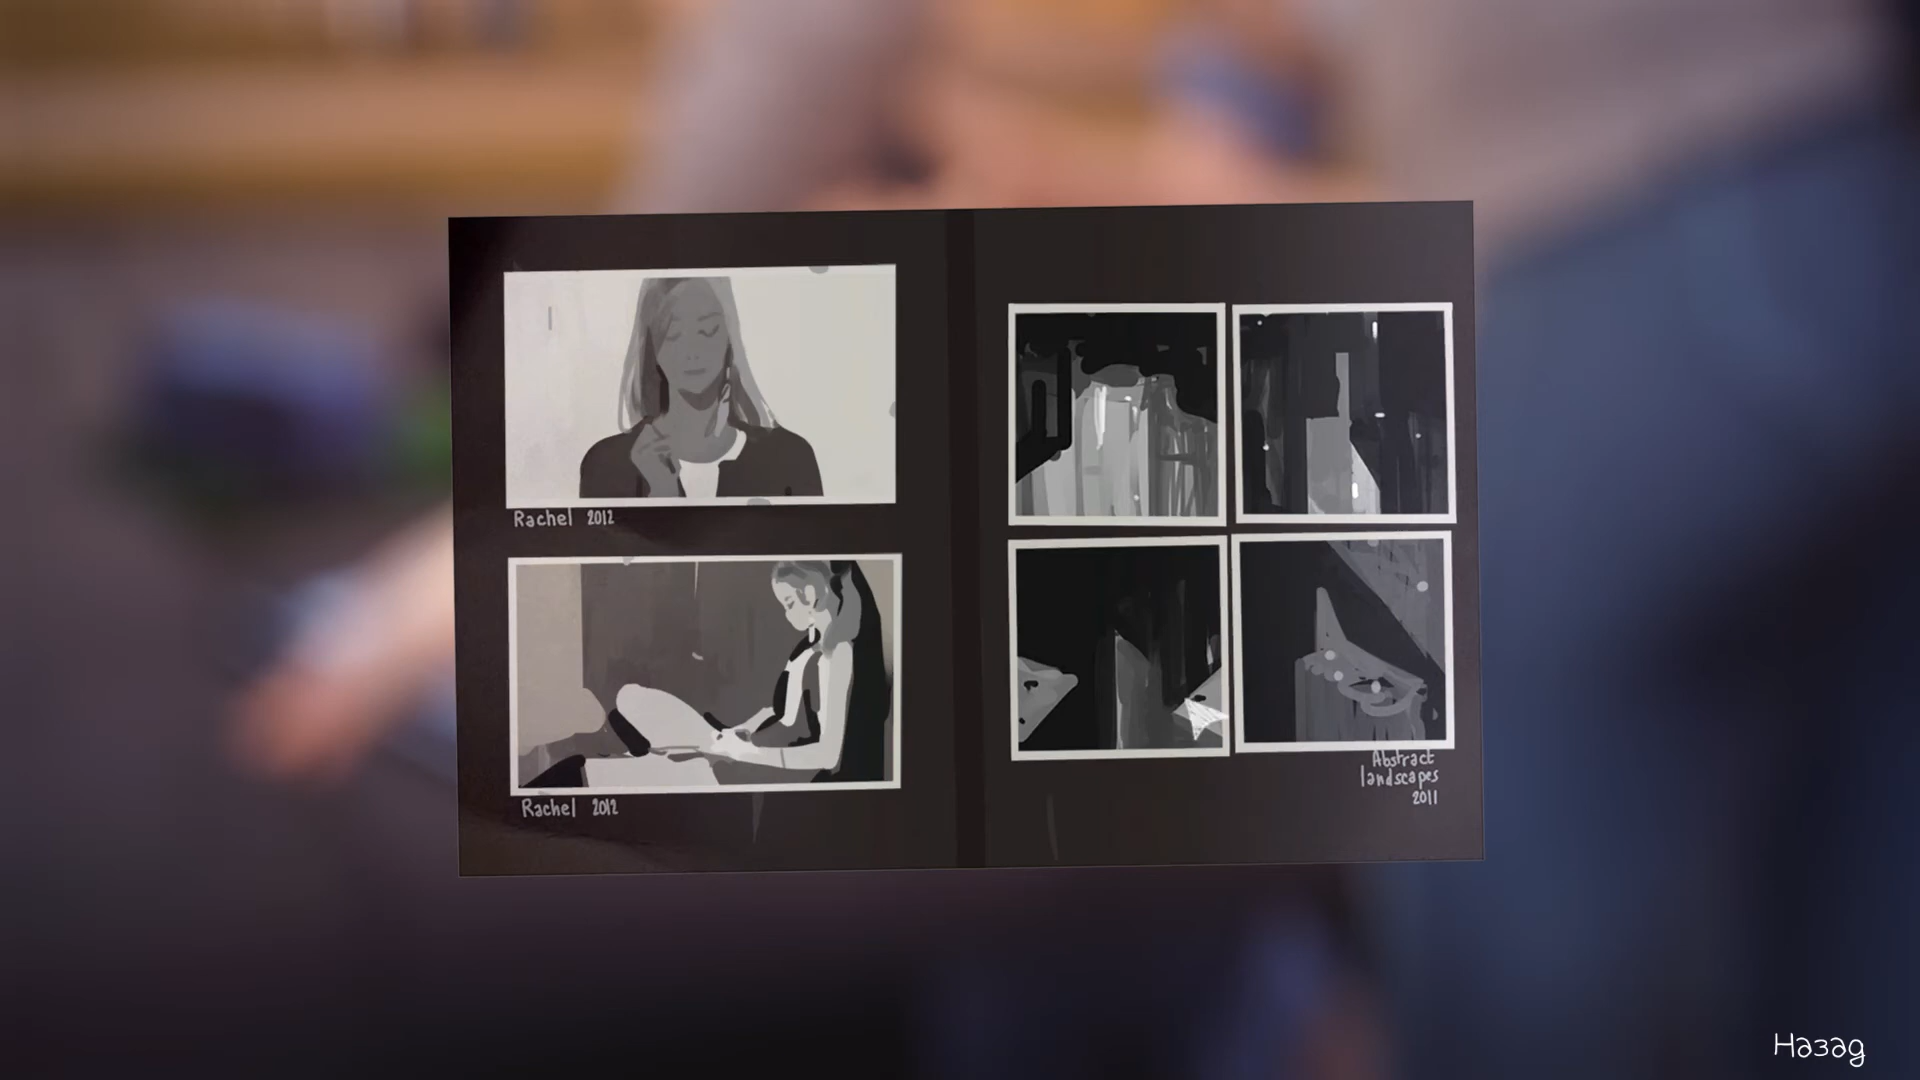 Rachel 2012
Rachel 2012
Abstract
landscapes
2011
Назад